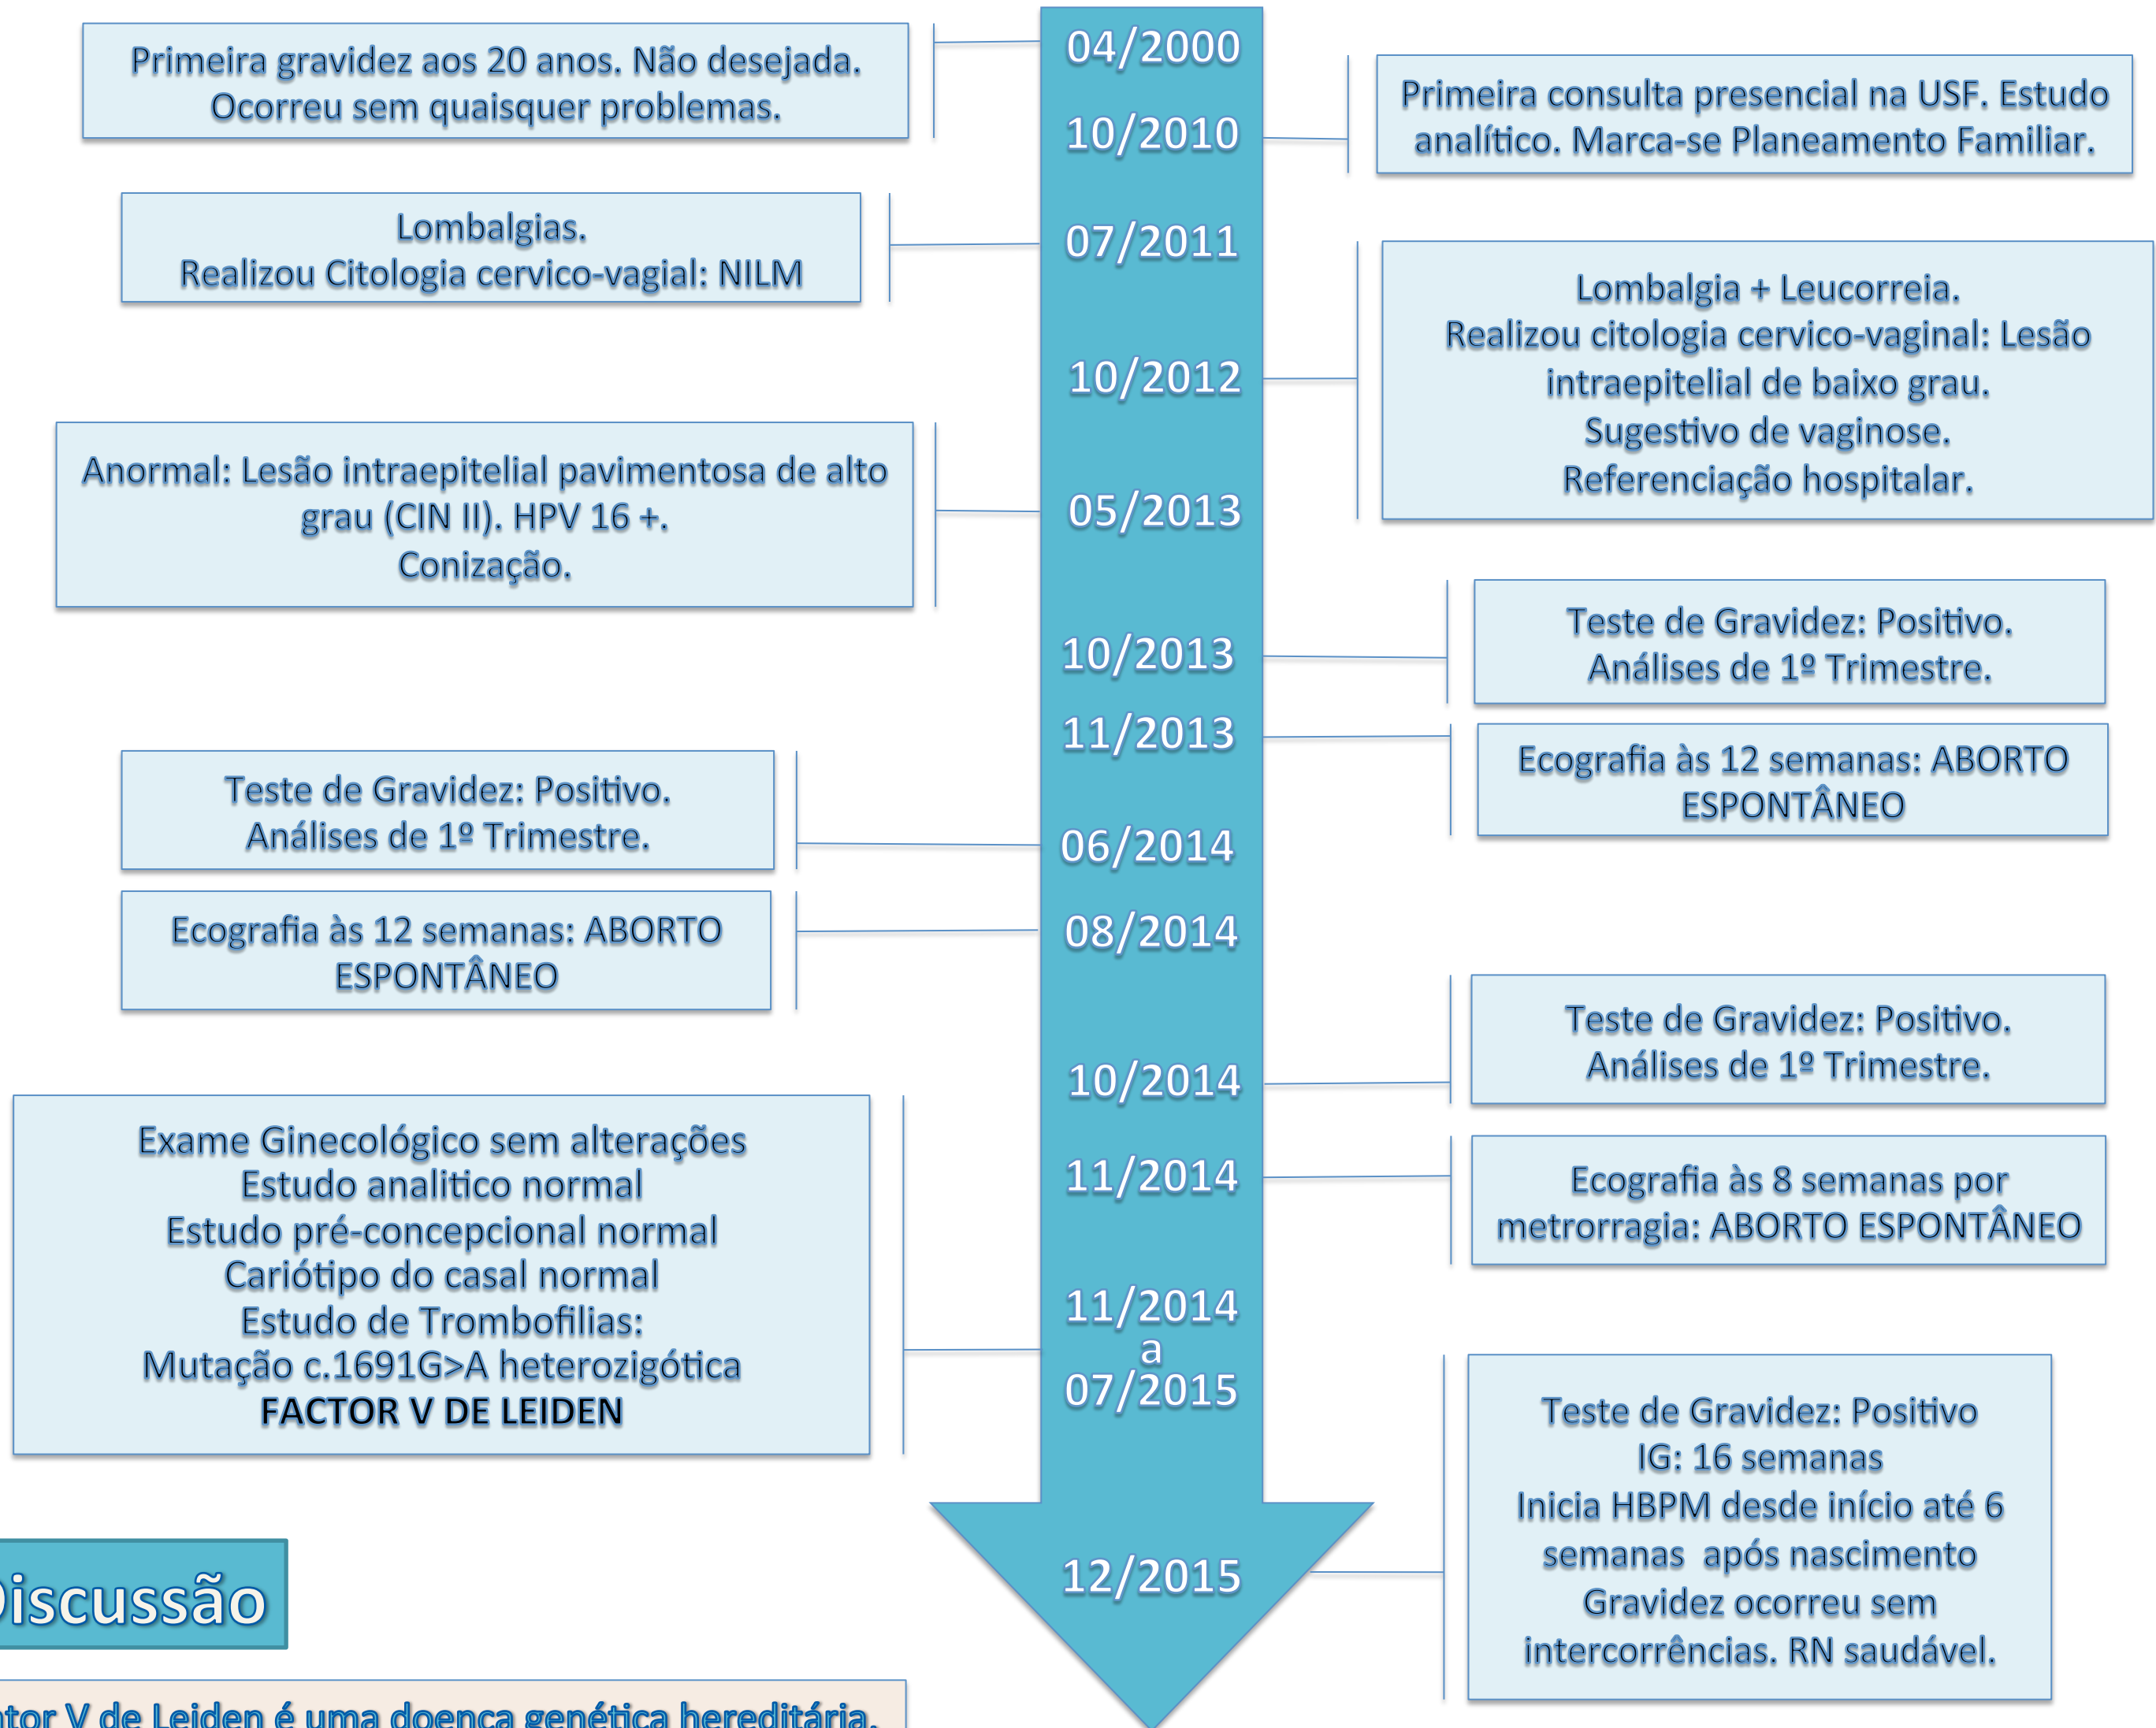 04/2000
Primeira gravidez aos 20 anos. Não desejada.
Ocorreu sem quaisquer problemas.
10/2010
Primeira consulta presencial na USF. Estudo
analítico. Marca-se Planeamento Familiar.
07/2011
Lombalgias.
Realizou Citologia cervico-vagial: NILM
10/2012
Lombalgia + Leucorreia.
Realizou citologia cervico-vaginal: Lesão
intraepitelial de baixo grau.
Sugestivo de vaginose.
Referenciação hospitalar.
05/2013
Anormal: Lesão intraepitelial pavimentosa de alto
grau (CIN II). HPV 16 +.
Conização.
10/2013
Teste de Gravidez: Positivo.
Análises de 1º Trimestre.
11/2013
Ecografia às 12 semanas: ABORTO
ESPONTÂNEO
06/2014
Teste de Gravidez: Positivo.
Análises de 1º Trimestre.
08/2014
Ecografia às 12 semanas: ABORTO
ESPONTÂNEO
10/2014
Teste de Gravidez: Positivo.
Análises de 1º Trimestre.
11/2014
Ecografia às 8 semanas por
metrorragia: ABORTO ESPONTÂNEO
11/2014
a
07/2015
Exame Ginecológico sem alterações
Estudo analitico normal
Estudo pré-concepcional normal
Cariótipo do casal normal
Estudo de Trombofilias:
Mutação c.1691G>A heterozigótica
FACTOR V DE LEIDEN
12/2015
Teste de Gravidez: Positivo
IG: 16 semanas
Inicia HBPM desde início até 6
semanas após nascimento
Gravidez ocorreu sem
intercorrências. RN saudável.
Discussão
V de Leiden é uma doença genética hereditária.